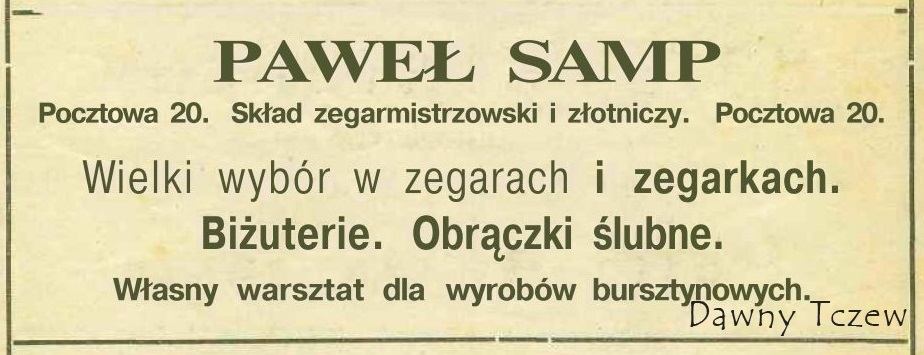 PAWEŁ SAMP
Pocztowa 20. Skład zegarmistrzowski i złotniczy. Pocztowa 20.
Wielki wybór w zegarach i zegarkach.
Biżuterie. Obrączki ślubne.
Własny warsztat dla wyrobów bursztynowych.
Dawny Tczew